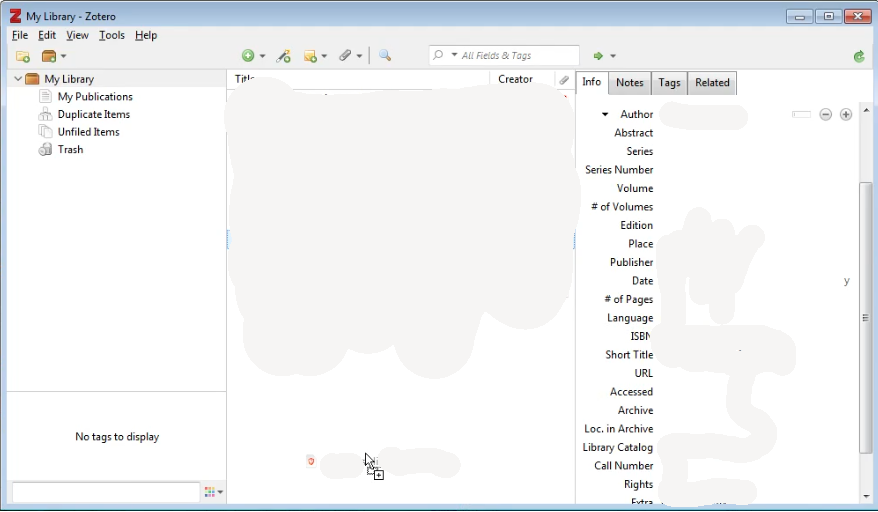 My Library - Zotero
File Edit View Tools Help
All Fields & Tags
My Library
My Publications
Duplicate Items
Unfiled Items
Trash
No tags to display
Title Creator
Info Notes Tags Related
Author
Abstract
Series
Series Number
Volume
# of Volumes
Edition
Place
Publisher
Date y
# of Pages
Language
ISBN
Short Title
URL
Accessed
Archive
Loc. in Archive
Library Catalog
Call Number
Rights
Extra